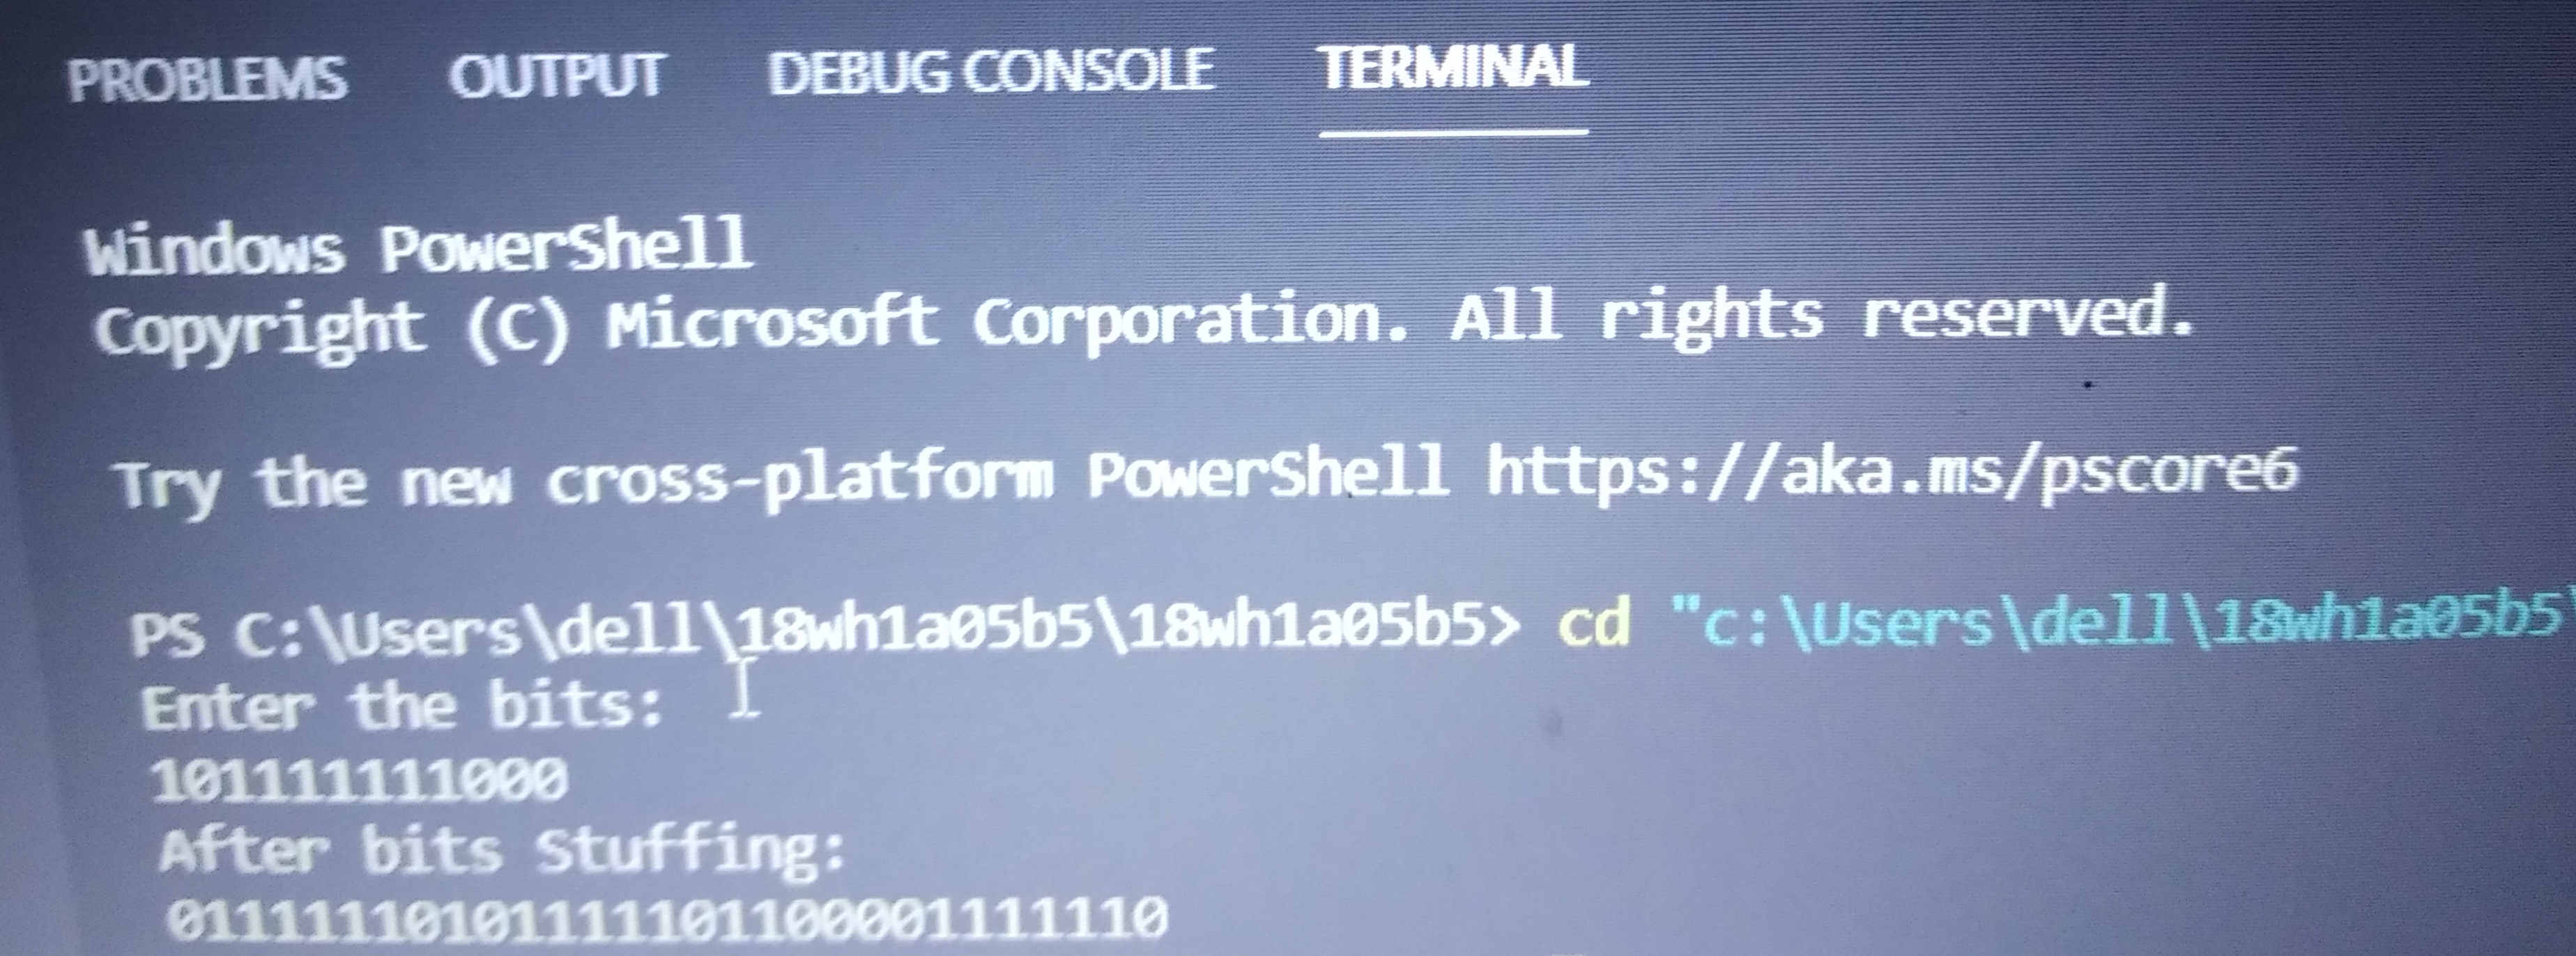 PROBLEMS OUTPUT DEBUG CONSOLE TERMINAL
Windows PowerShell
Copyright (C) Microsoft Corporation. All rights reserved.
Try the new cross-platform PowerShell https://aka.ms/pscore6
PS C:\Users\dell\18wh1a05b5\18wh1a05b5> cd "c:\Users\dell\18wh1a05b5\
Enter the bits:
101111111000
After bits Stuffing:
01111110101111101100001111110